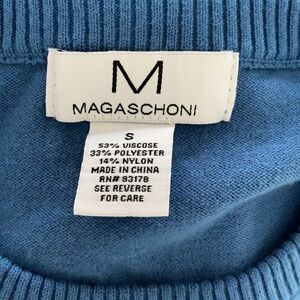 M
MAGASCHONI
S
53% VISCOSE
33% POLYESTER
14% NYLON
MADE IN CHINA
RN# 93178
SEE REVERSE
FOR CARE